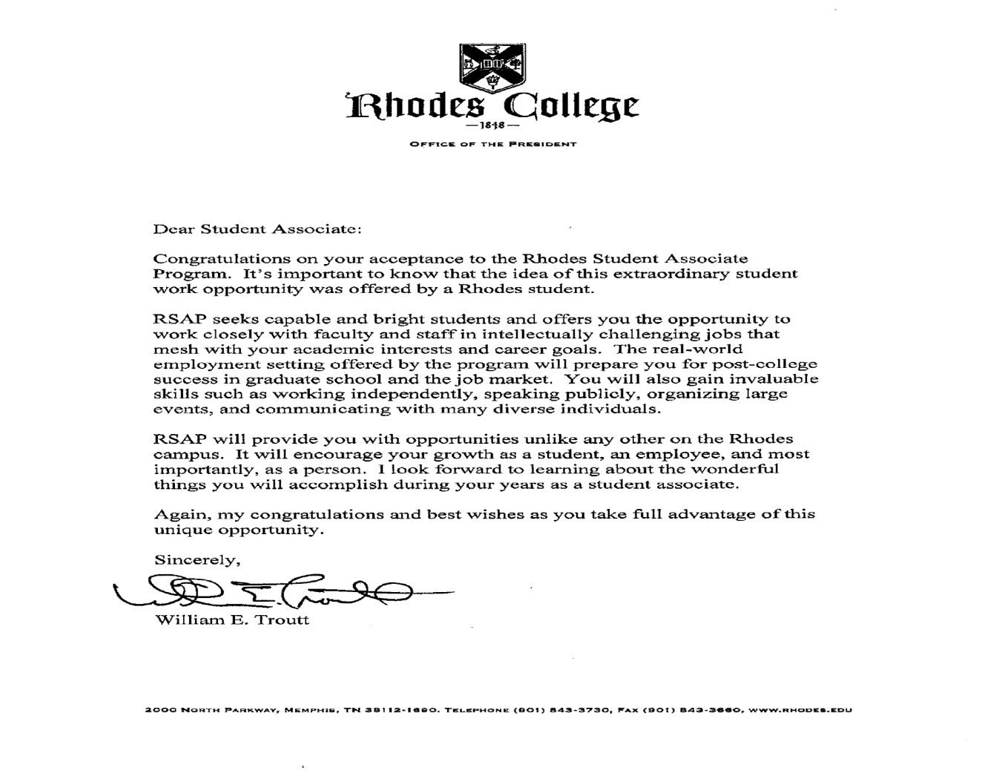 Rhodes College
—1848—
OFFICE OF THE PRESIDENT
Dear Student Associate:
Congratulations on your acceptance to the Rhodes Student Associate
Program. It's important to know that the idea of this extraordinary student
work opportunity was offered by a Rhodes student.
RSAP seeks capable and bright students and offers you the opportunity to
work closely with faculty and staff in intellectually challenging jobs that
mesh with your academic interests and career goals. The real-world
employment setting offered by the program will prepare you for post-college
success in graduate school and the job market. You will also gain invaluable
skills such as working independently, speaking publicly, organizing large
events, and communicating with many diverse individuals.
RSAP will provide you with opportunities unlike any other on the Rhodes
campus. It will encourage your growth as a student, an employee, and most
importantly, as a person. I look forward to learning about the wonderful
things you will accomplish during your years as a student associate.
Again, my congratulations and best wishes as you take full advantage of this
unique opportunity.
Sincerely,
William E. Troutt
2000 NORTH PARKWAY, MEMPHIS, TN 38112-1690. TELEPHONE (901) 843-3730, FAX (901) 843-3660, WWW.RHODES.EDU